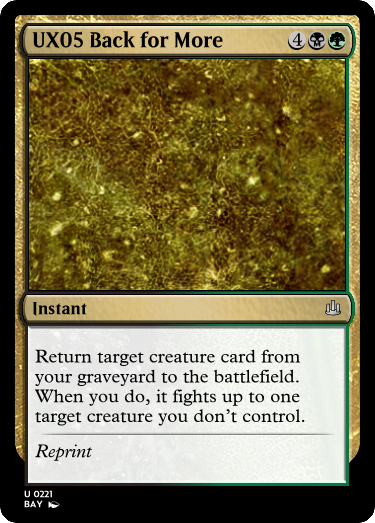 UX05 Back for More 4
Instant
Return target creature card from
your graveyard to the battlefield.
When you do, it fights up to one
target creature you don't control.
Reprint
U 0221
BAY